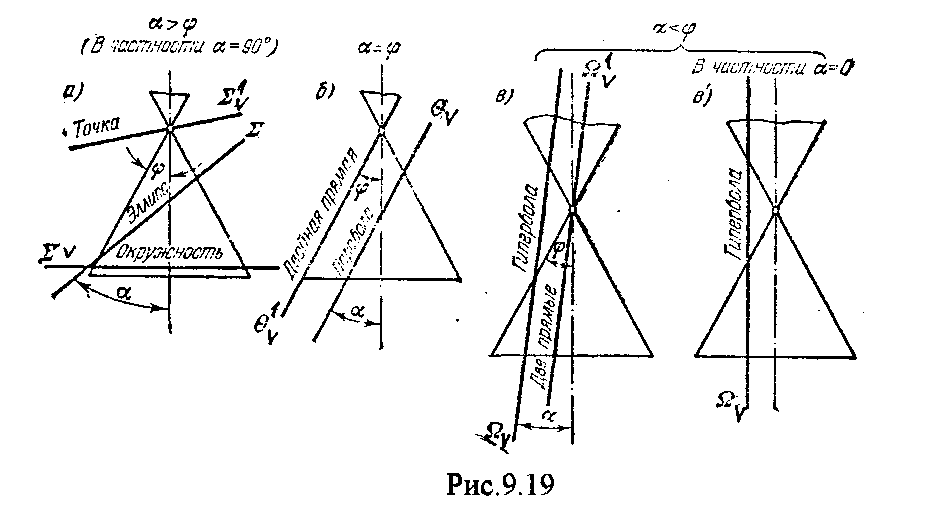 α>φ
(В частности α=90°)
α=φ
α<φ
В частности α=0
а)
Точка
Σ¹ᵥ
Σ
φ
Эллипс
Окружность
Σᵥ
α
б)
Θᵥ
φ
Двойная прямая
Парабола
Θ¹ᵥ
α
в)
Ω¹ᵥ
Гипербола
φ
Две прямые
Ωᵥ
α
в')
Гипербола
Ωᵥ
Рис.9.19